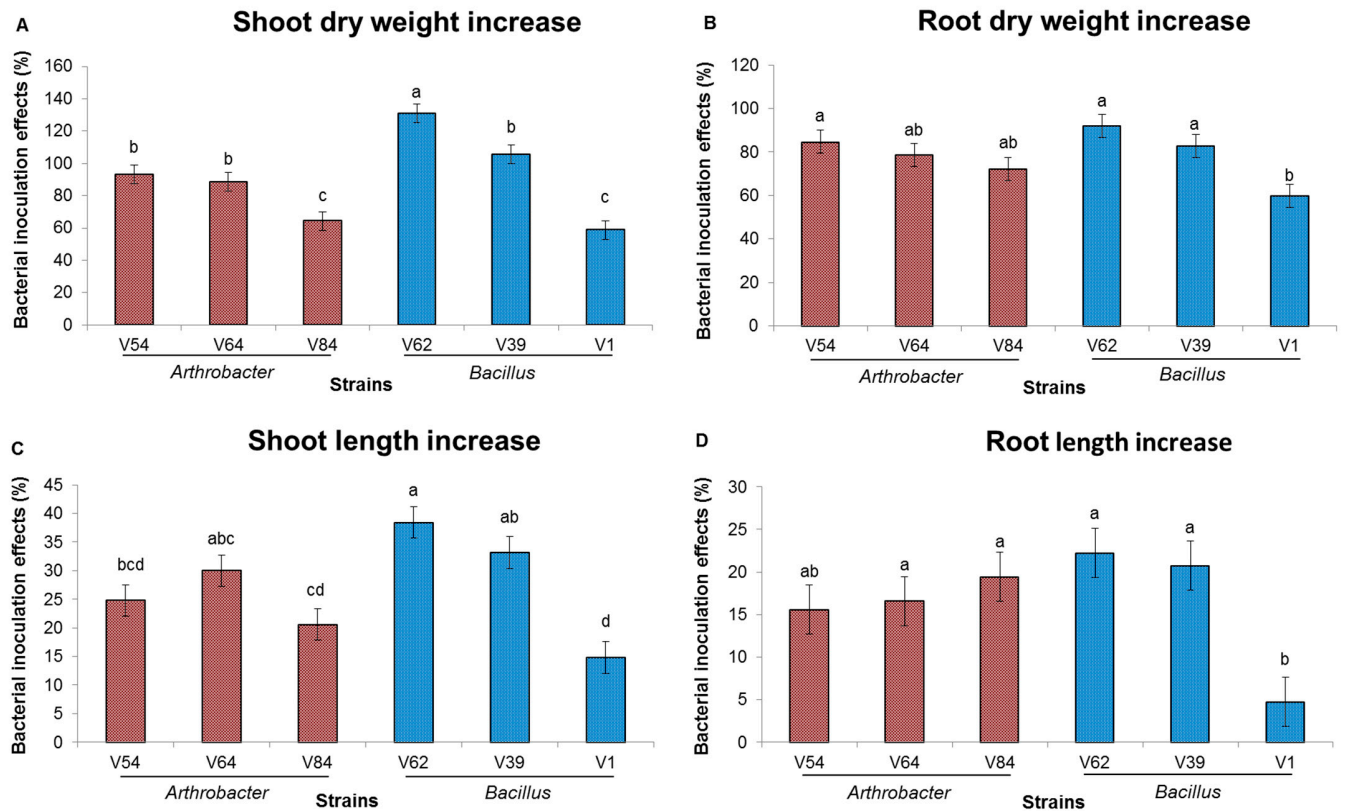 A
Shoot dry weight increase
Bacterial inoculation effects (%)
160
140
120
100
80
60
40
20
0
b
b
c
a
b
c
V54 V64 V84 V62 V39 V1
Arthrobacter Bacillus
Strains
B
Root dry weight increase
Bacterial inoculation effects (%)
120
100
80
60
40
20
0
a
ab
ab
a
a
b
V54 V64 V84 V62 V39 V1
Arthrobacter Bacillus
Strains
C
Shoot length increase
Bacterial inoculation effects (%)
45
40
35
30
25
20
15
10
5
0
bcd
abc
cd
a
ab
d
V54 V64 V84 V62 V39 V1
Arthrobacter Bacillus
Strains
D
Root length increase
Bacterial inoculation effects (%)
30
25
20
15
10
5
0
ab
a
a
a
a
b
V54 V64 V84 V62 V39 V1
Arthrobacter Bacillus
Strains